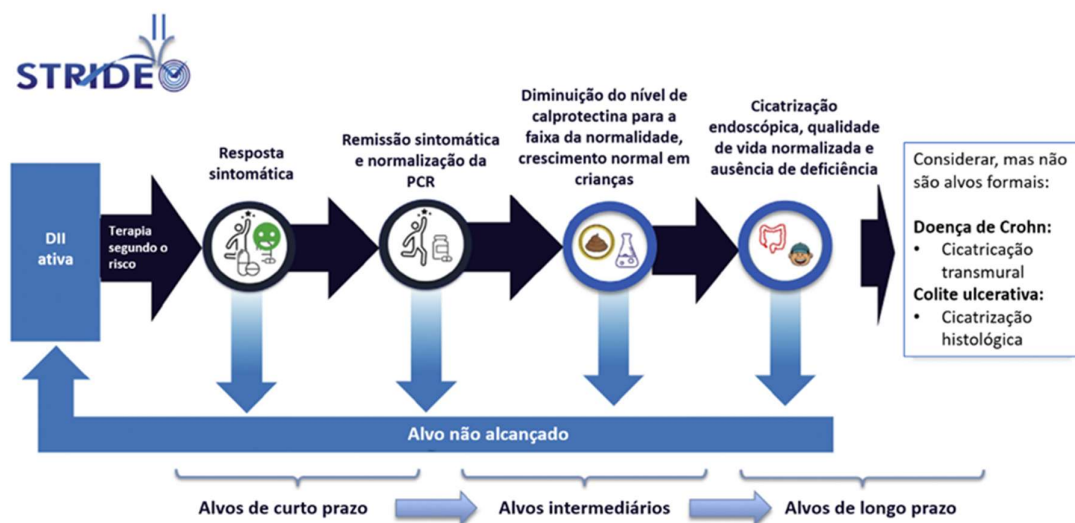 STRIDE II
Diminuição do nível de
calprotectina para a
faixa da normalidade,
crescimento normal em
crianças
Cicatrização
endoscópica, qualidade
de vida normalizada e
ausência de deficiência
Remissão sintomática
e normalização da
PCR
Resposta
sintomática
DII
ativa
Terapia
segundo o
risco
Considerar, mas não
são alvos formais:
Doença de Crohn:
• Cicatricação
transmural
Colite ulcerativa:
• Cicatrização
histológica
Alvo não alcançado
Alvos de curto prazo
Alvos intermediários
Alvos de longo prazo